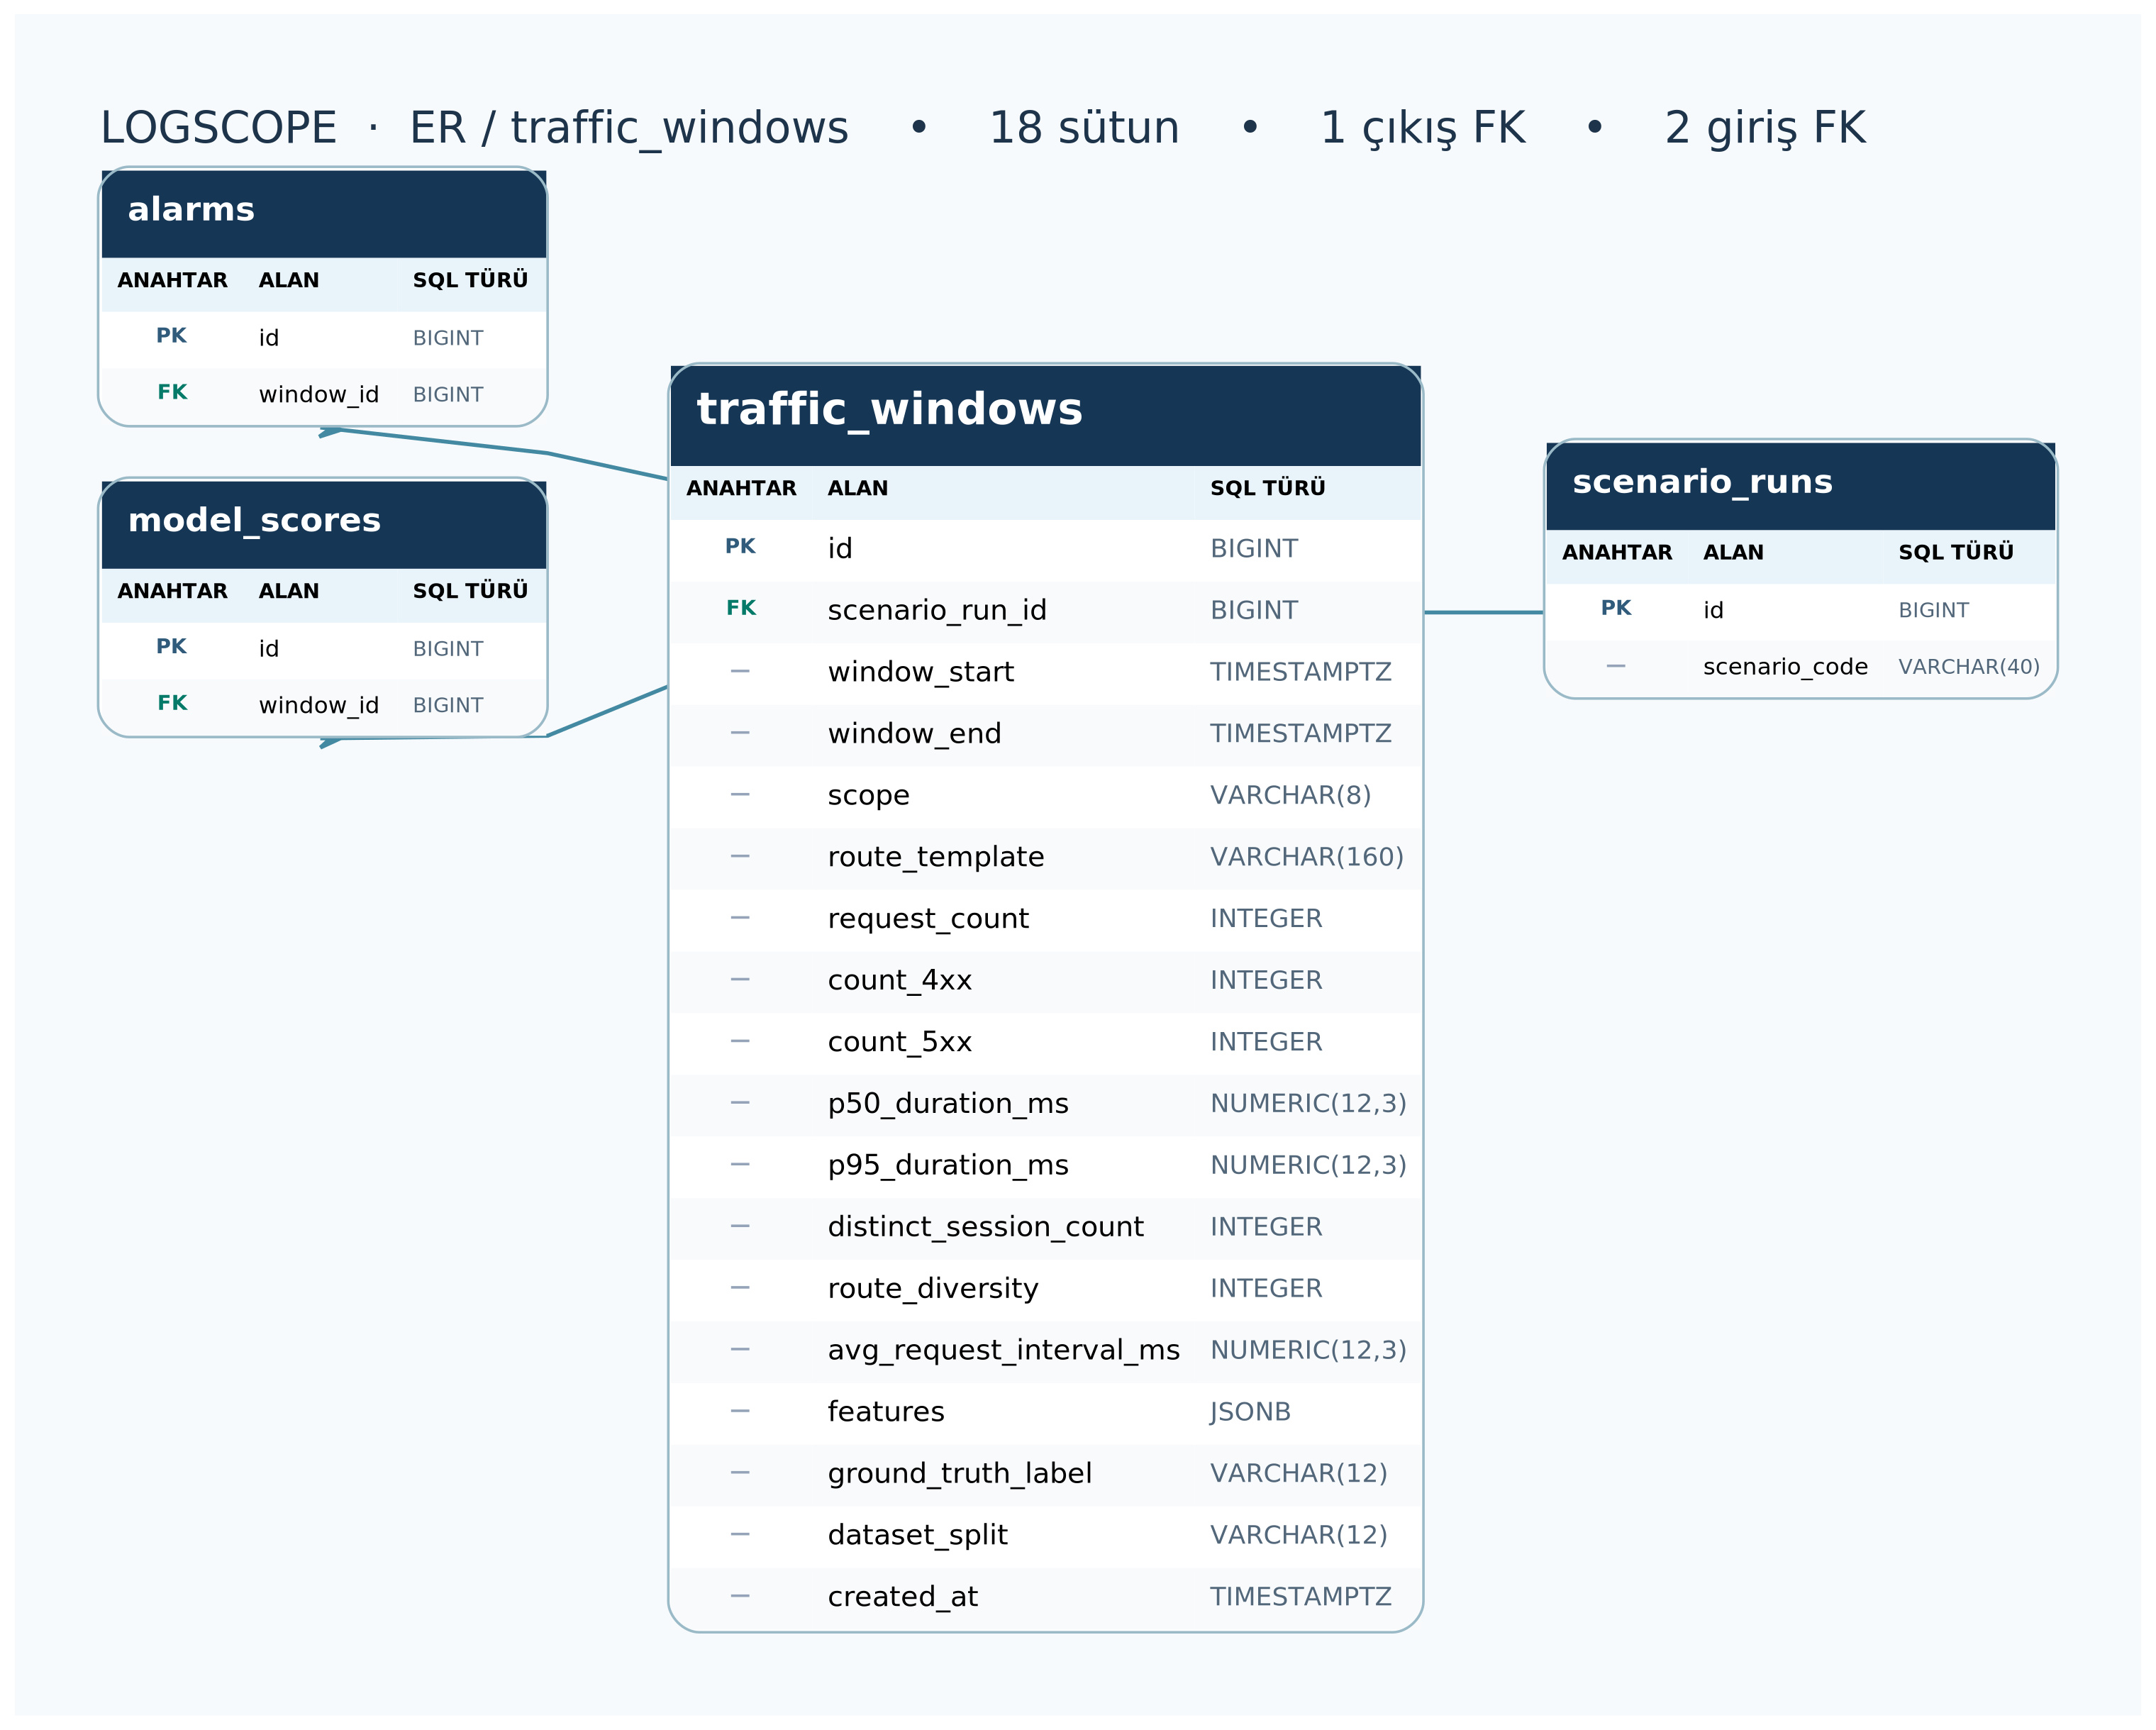 LOGSCOPE · ER / traffic_windows • 18 sütun • 1 çıkış FK • 2 giriş FK
alarms
ANAHTAR ALAN SQL TÜRÜ
PK id BIGINT
FK window_id BIGINT
model_scores
ANAHTAR ALAN SQL TÜRÜ
PK id BIGINT
FK window_id BIGINT
traffic_windows
ANAHTAR ALAN SQL TÜRÜ
PK id BIGINT
FK scenario_run_id BIGINT
— window_start TIMESTAMPTZ
— window_end TIMESTAMPTZ
— scope VARCHAR(8)
— route_template VARCHAR(160)
— request_count INTEGER
— count_4xx INTEGER
— count_5xx INTEGER
— p50_duration_ms NUMERIC(12,3)
— p95_duration_ms NUMERIC(12,3)
— distinct_session_count INTEGER
— route_diversity INTEGER
— avg_request_interval_ms NUMERIC(12,3)
— features JSONB
— ground_truth_label VARCHAR(12)
— dataset_split VARCHAR(12)
— created_at TIMESTAMPTZ
scenario_runs
ANAHTAR ALAN SQL TÜRÜ
PK id BIGINT
— scenario_code VARCHAR(40)